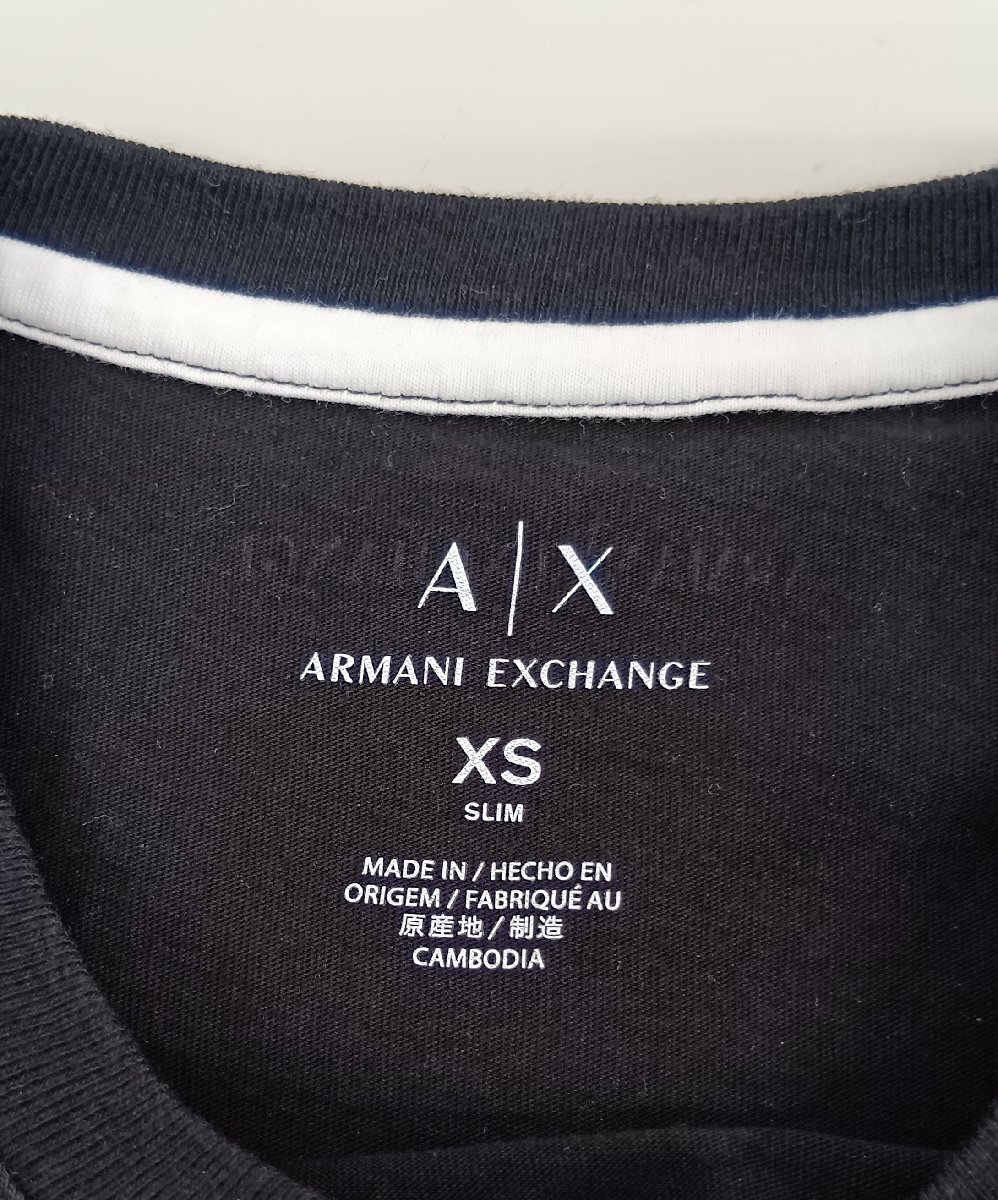 A|X
ARMANI EXCHANGE
XS
SLIM
MADE IN / HECHO EN
ORIGEM / FABRIQUÉ AU
原産地 / 制造
CAMBODIA